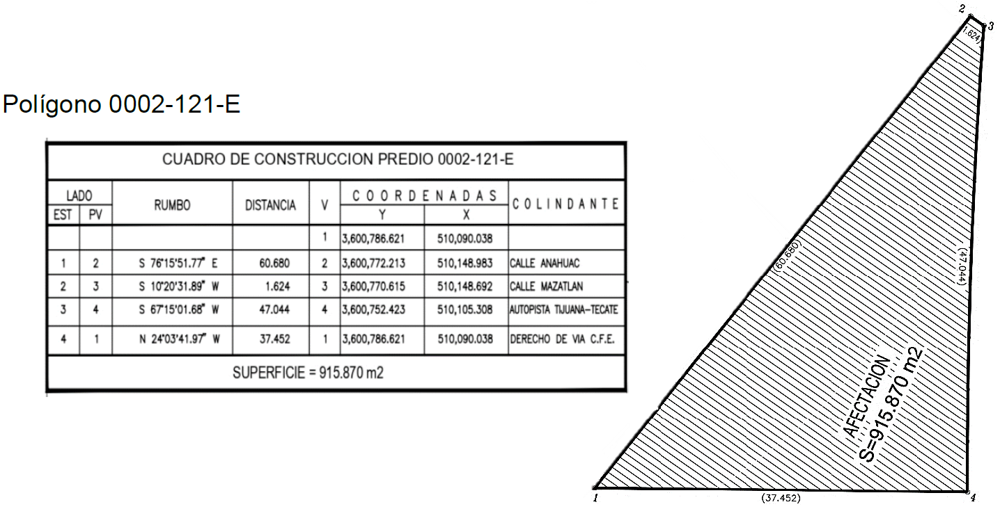 Polígono 0002-121-E
CUADRO DE CONSTRUCCION PREDIO 0002-121-E
LADO RUMBO DISTANCIA V COORDENADAS COLINDANTE
EST PV Y X
1 3,600,786.621 510,090.038
1 2 S 76°15'51.77" E 60.680 2 3,600,772.213 510,148.983 CALLE ANAHUAC
2 3 S 10°20'31.89" W 1.624 3 3,600,770.615 510,148.692 CALLE MAZATLAN
3 4 S 67°15'01.68" W 47.044 4 3,600,752.423 510,105.308 AUTOPISTA TIJUANA-TECATE
4 1 N 24°03'41.97" W 37.452 1 3,600,786.621 510,090.038 DERECHO DE VIA C.F.E.
SUPERFICIE = 915.870 m2
2
3
(1.624)
(60.680)
(47.044)
AFECTACION
S=915.870 m2
1
(37.452)
4